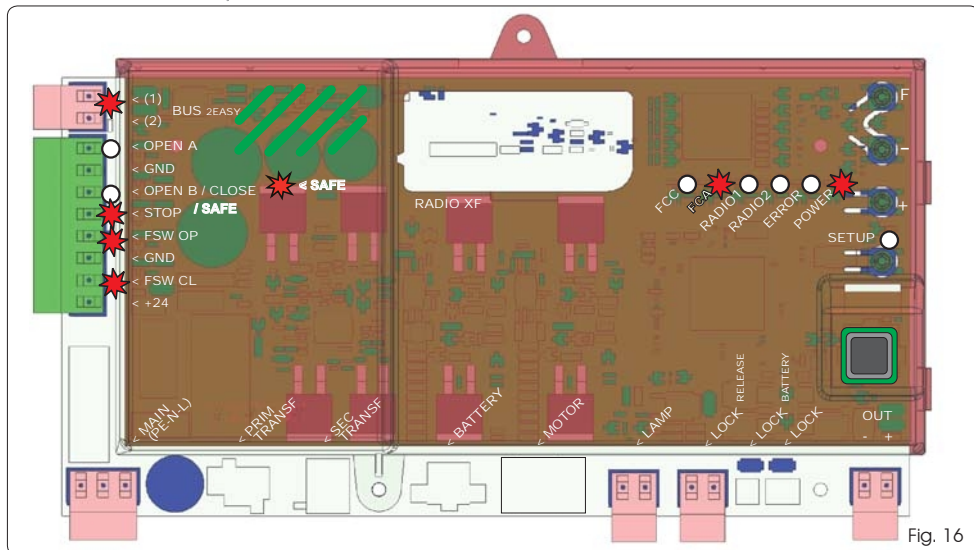 < (1)
BUS 2EASY
< (2)
< OPEN A
< GND
< OPEN B / CLOSE
/ SAFE
< SAFE
< STOP
< FSW OP
< GND
< FSW CL
< +24
RADIO XF
FCC
FCA
RADIO1
RADIO2
ERROR
POWER
F
-
+
SETUP
< MAIN
(PE-N-L)
< PRIM
TRANSF
< SEC
TRANSF
< BATTERY
< MOTOR
< LAMP
< LOCK RELEASE
< LOCK BATTERY
< LOCK
OUT
- +
Fig. 16